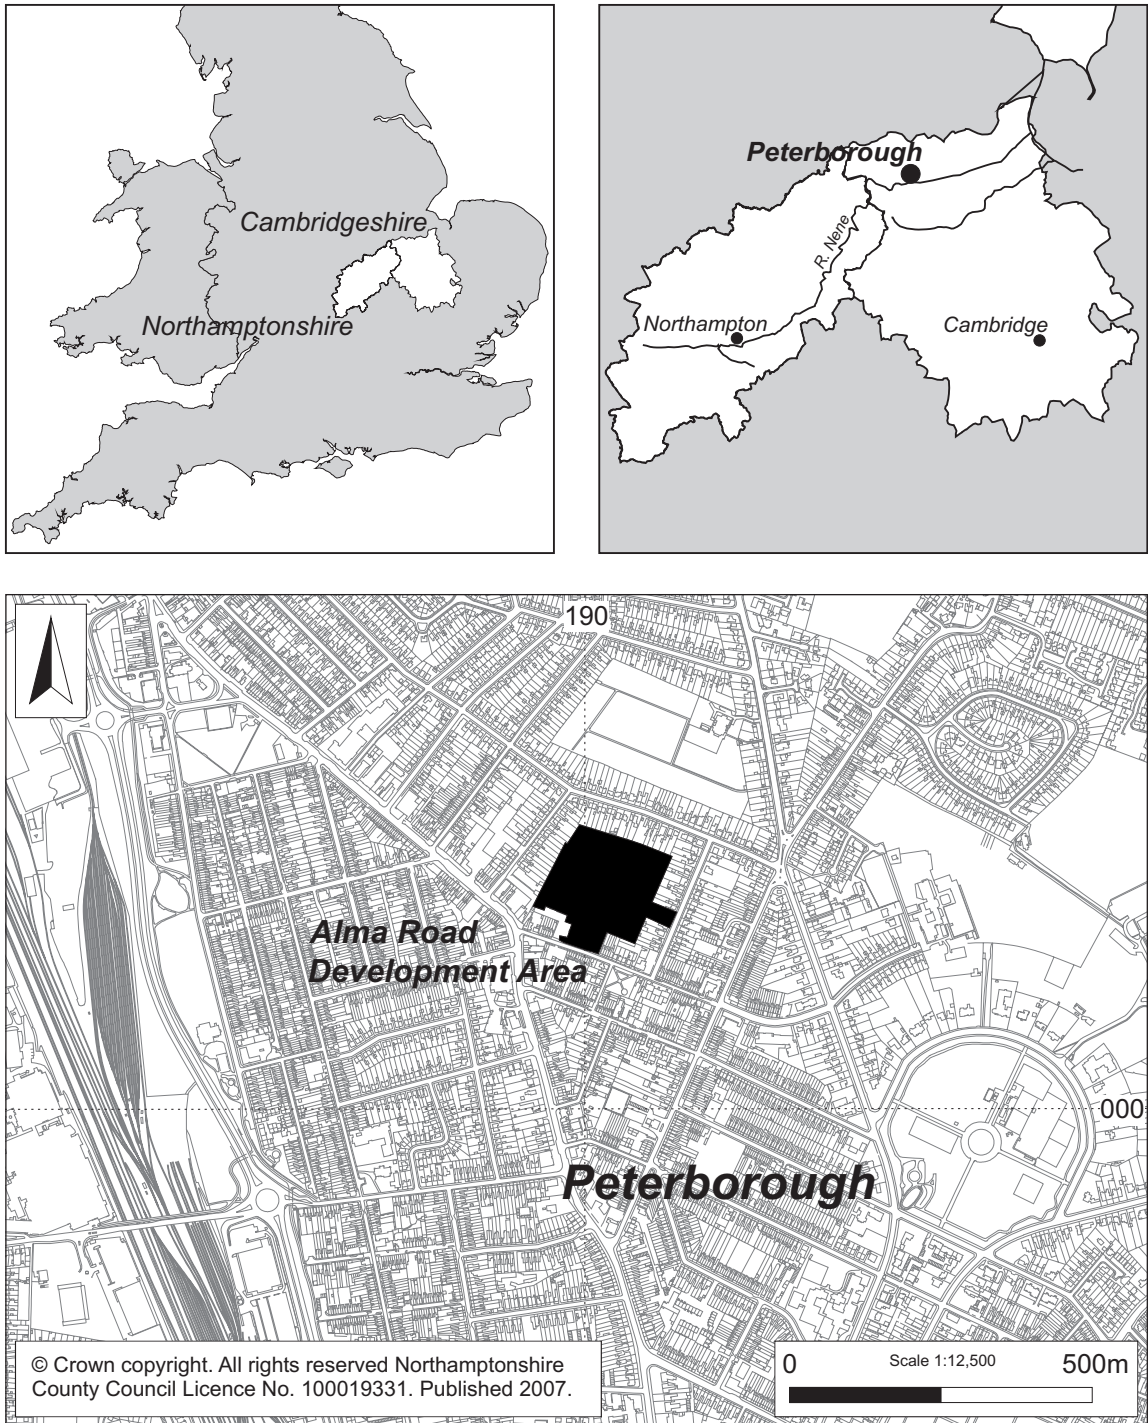 Cambridgeshire
Northamptonshire
Peterborough
R. Nene
Northampton
Cambridge
190
Alma Road
Development Area
000
Peterborough
© Crown copyright. All rights reserved Northamptonshire
County Council Licence No. 100019331. Published 2007.
0 Scale 1:12,500 500m